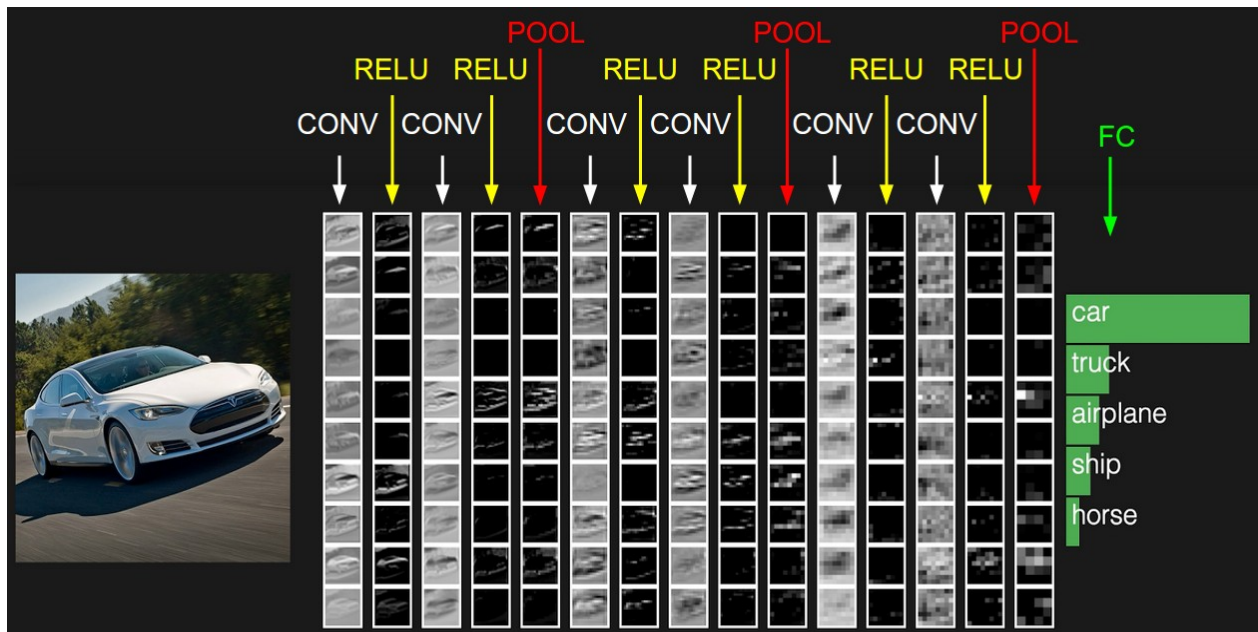 POOL POOL POOL
RELU RELU RELU RELU RELU RELU
CONV CONV CONV CONV CONV CONV
FC
car
truck
airplane
ship
horse